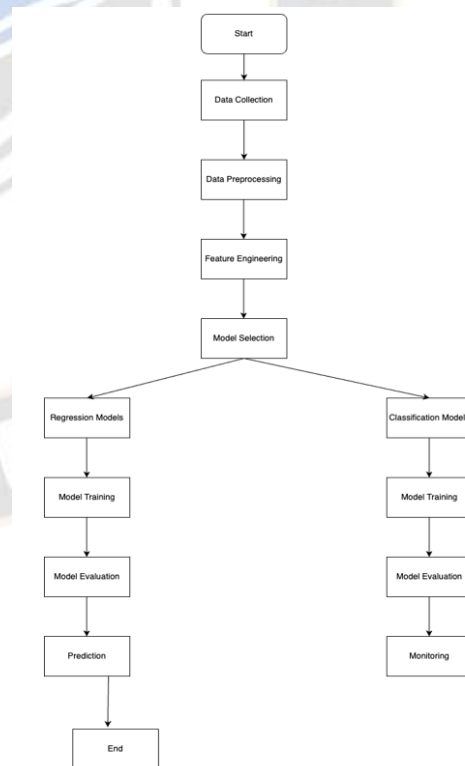 Start
Data Collection
Data Preprocessing
Feature Engineering
Model Selection
Regression Models
Classification Model
Model Training
Model Training
Model Evaluation
Model Evaluation
Prediction
Monitoring
End